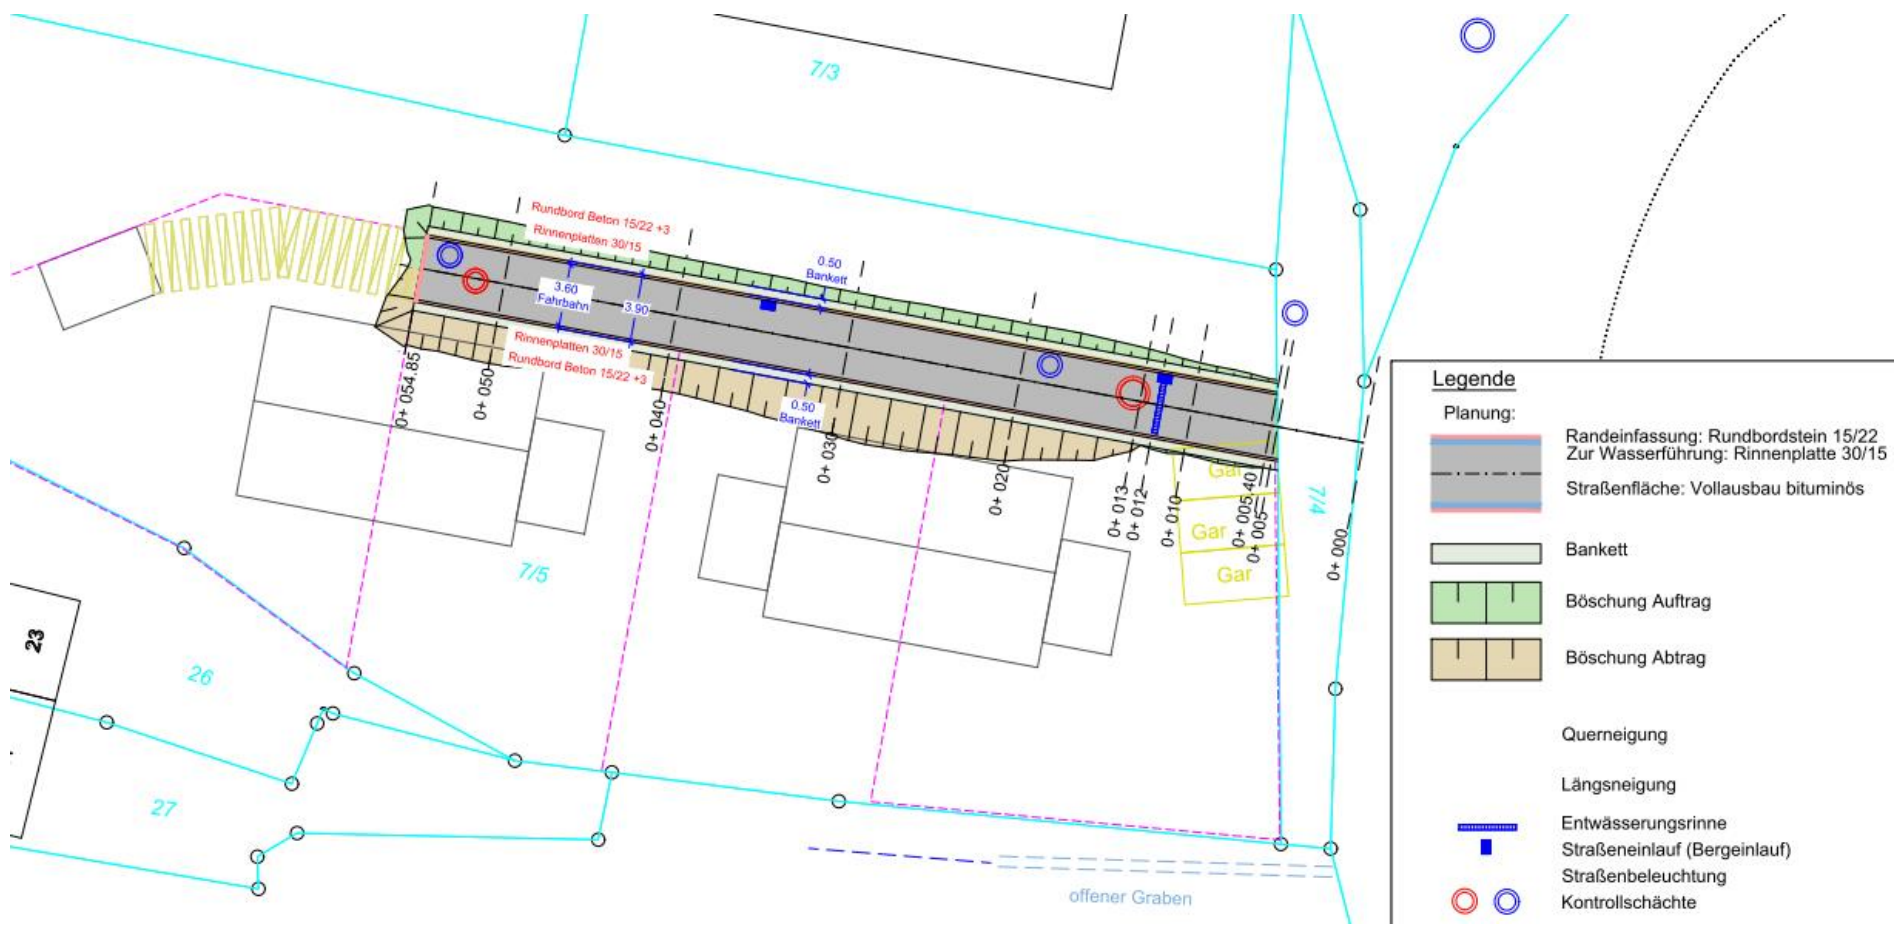 7/3
Rundbord Beton 15/22 +3
Rinnenplatten 30/15
0.50
Bankett
3.60
Fahrbahn
3.90
Rinnenplatten 30/15
Rundbord Beton 15/22 +3
0.50
Bankett
0+ 054.85
0+ 050
0+ 040
0+ 030
0+ 020
0+ 013
0+ 012
0+ 010
0+ 005.40
0+ 005
0+ 000
Gar
Gar
Gar
7/4
7/5
23
26
27
offener Graben
Legende
Planung:
Randeinfassung: Rundbordstein 15/22
Zur Wasserführung: Rinnenplatte 30/15
Straßenfläche: Vollausbau bituminös
Bankett
Böschung Auftrag
Böschung Abtrag
Querneigung
Längsneigung
Entwässerungsrinne
Straßeneinlauf (Bergeinlauf)
Straßenbeleuchtung
Kontrollschächte